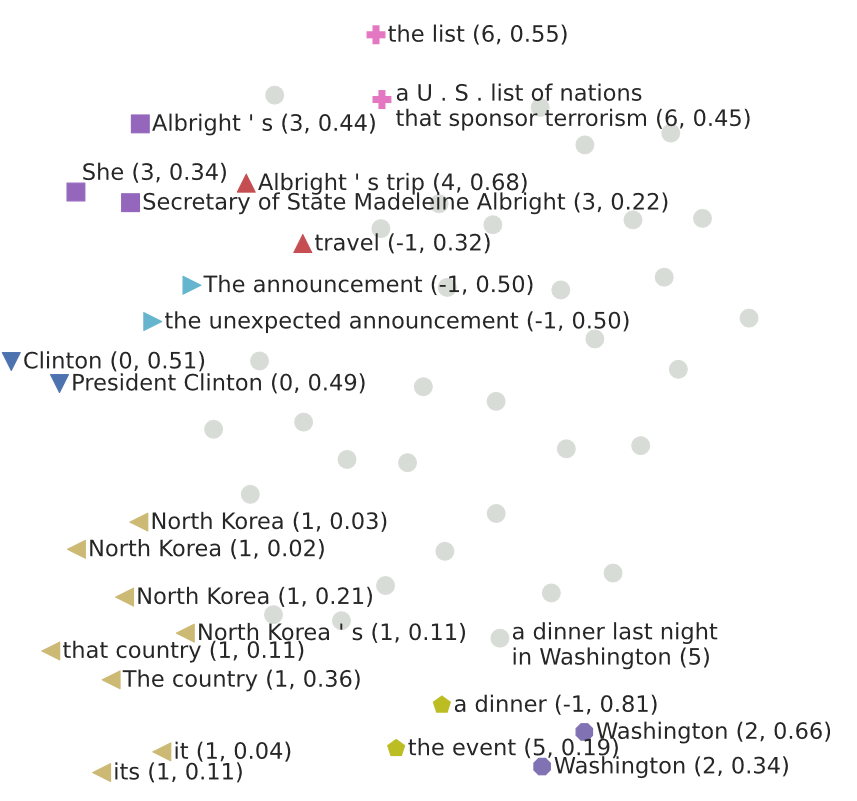 the list (6, 0.55)
a U . S . list of nations
that sponsor terrorism (6, 0.45)
Albright ' s (3, 0.44)
She (3, 0.34)
Albright ' s trip (4, 0.68)
Secretary of State Madeleine Albright (3, 0.22)
travel (-1, 0.32)
The announcement (-1, 0.50)
the unexpected announcement (-1, 0.50)
Clinton (0, 0.51)
President Clinton (0, 0.49)
North Korea (1, 0.03)
North Korea (1, 0.02)
North Korea (1, 0.21)
North Korea ' s (1, 0.11)
a dinner last night
in Washington (5)
that country (1, 0.11)
The country (1, 0.36)
a dinner (-1, 0.81)
Washington (2, 0.66)
the event (5, 0.19)
it (1, 0.04)
Washington (2, 0.34)
its (1, 0.11)